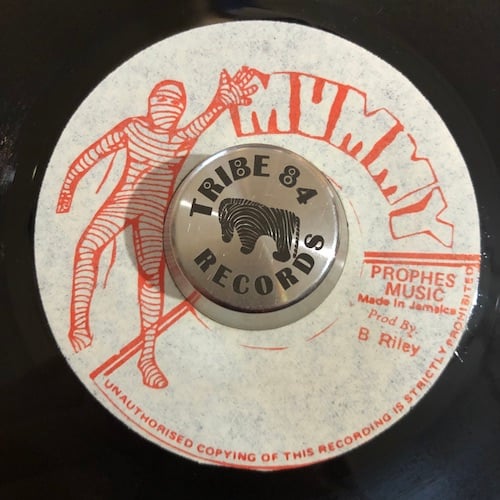 MUMMY
TRIBE 84
RECORDS
PROPHES
MUSIC
Made In Jamaica
Prod By
B Riley
UNAUTHORISED COPYING OF THIS RECORDING IS STRICTLY PROHIBITED